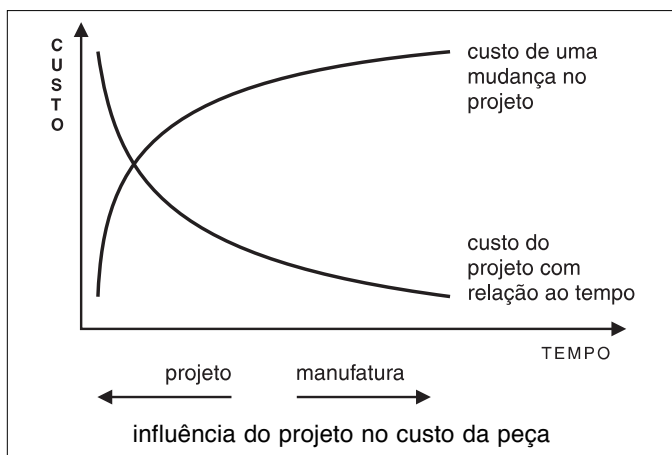 CUSTO
custo de uma
mudança no
projeto
custo do
projeto com
relação ao tempo
TEMPO
projeto
manufatura
influência do projeto no custo da peça